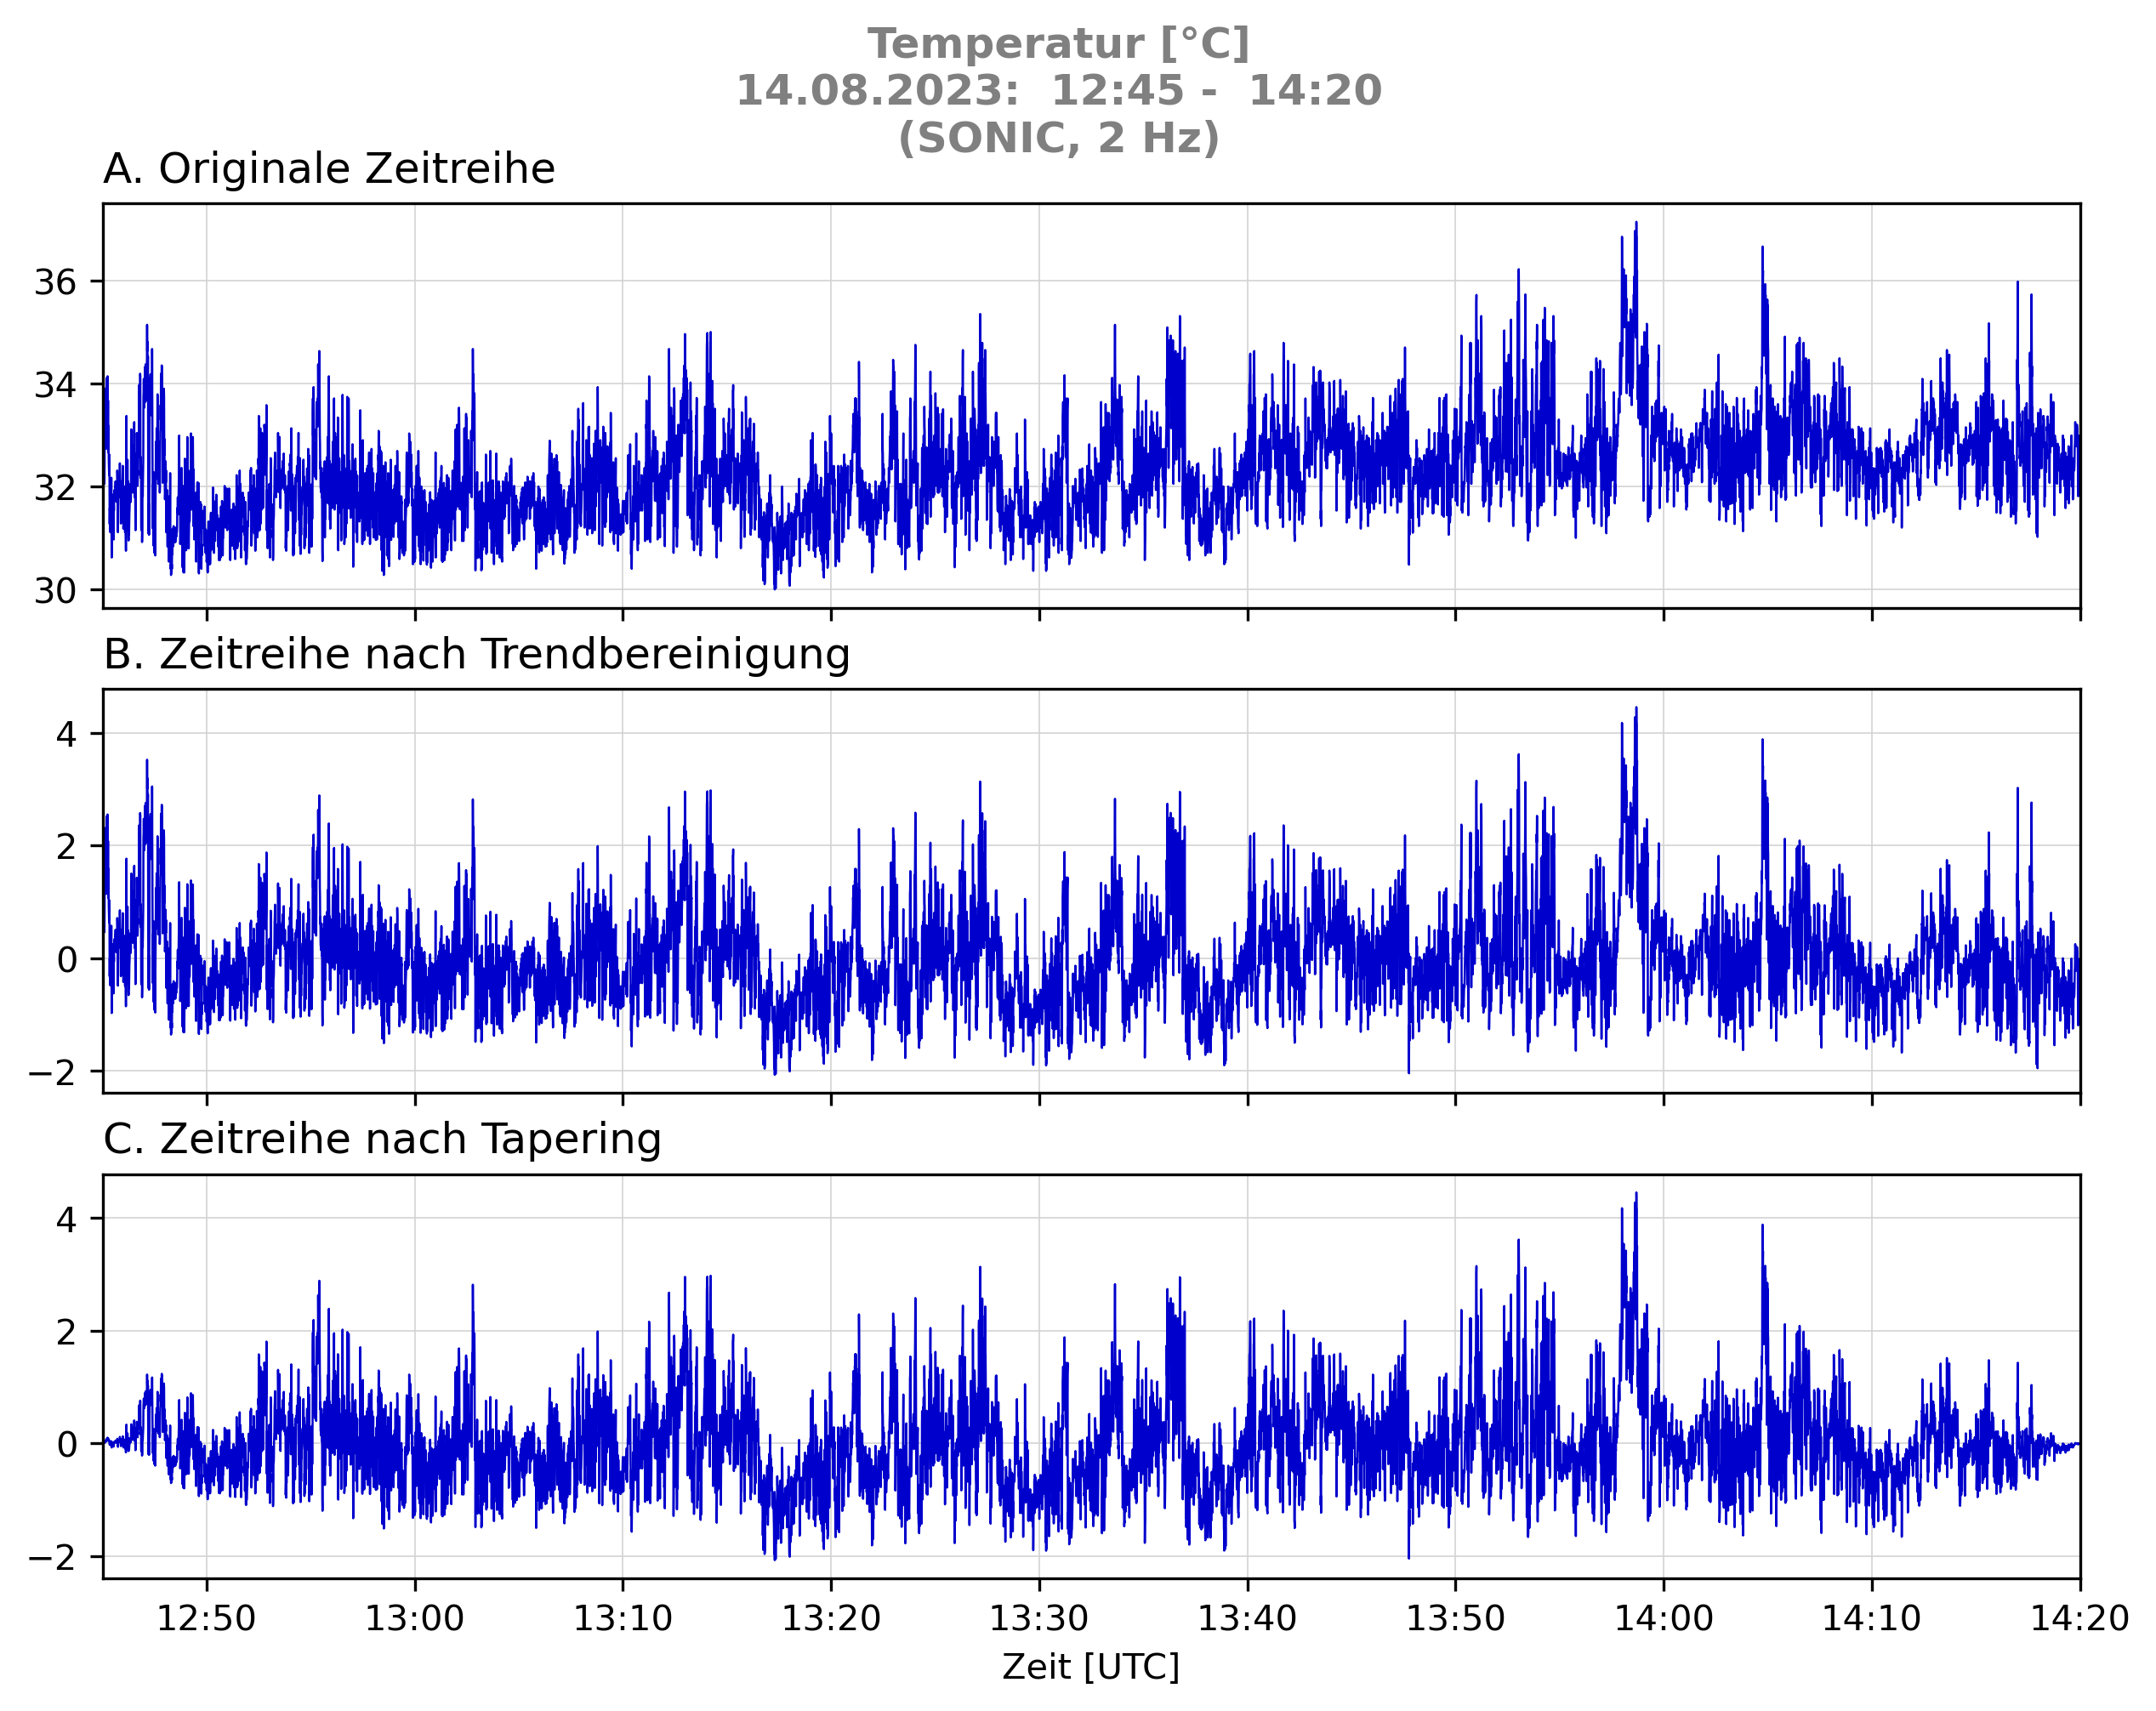 Temperatur [°C]
14.08.2023:  12:45 -  14:20
(SONIC, 2 Hz)
A. Originale Zeitreihe
36
34
32
30
B. Zeitreihe nach Trendbereinigung
4
2
0
−2
C. Zeitreihe nach Tapering
4
2
0
−2
12:50 13:00 13:10 13:20 13:30 13:40 13:50 14:00 14:10 14:20
Zeit [UTC]